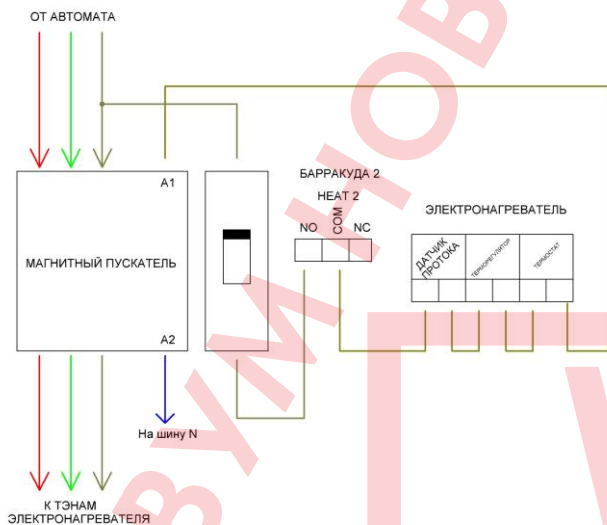 ОТ АВТОМАТА
A1
МАГНИТНЫЙ ПУСКАТЕЛЬ
A2
На шину N
К ТЭНАМ
ЭЛЕКТРОНАГРЕВАТЕЛЯ
БАРРАКУДА 2
HEAT 2
NO
COM
NC
ЭЛЕКТРОНАГРЕВАТЕЛЬ
ДАТЧИК
ПРОТОКА
ТЕРМОРЕГУЛЯТОР
ТЕРМОСТАТ